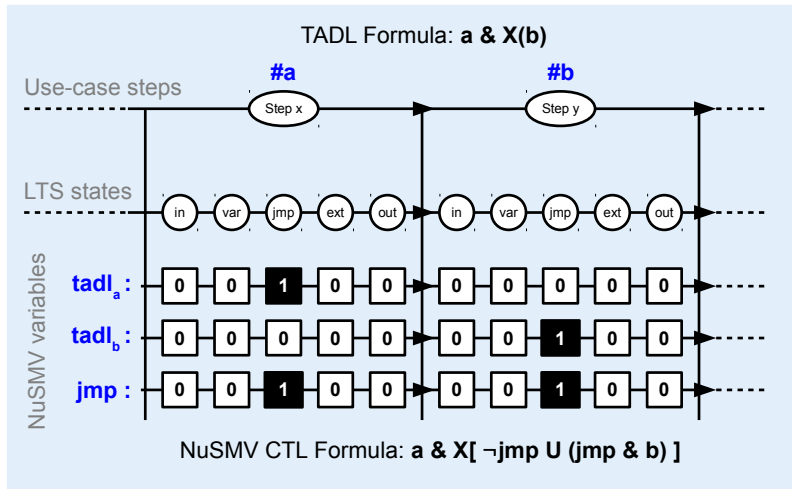 TADL Formula: a & X(b)
#a #b
Use-case steps
Step x Step y
LTS states
in var jmp ext out in var jmp ext out
NuSMV variables
tadl_a : 0 0 1 0 0 0 0 0 0 0
tadl_b : 0 0 0 0 0 0 0 1 0 0
jmp : 0 0 1 0 0 0 0 1 0 0
NuSMV CTL Formula: a & X[ ¬jmp U (jmp & b) ]